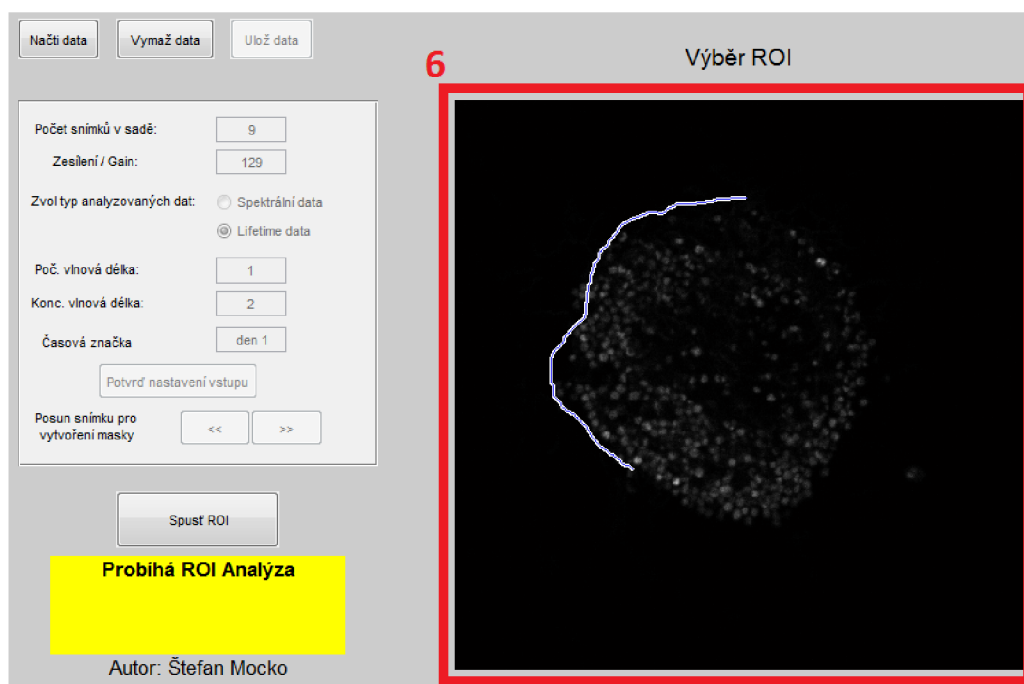 Načti data
Vymaž data
Ulož data
Počet snímků v sadě:
9
Zesílení / Gain:
129
Zvol typ analyzovaných dat:
Spektrální data
Lifetime data
Poč. vlnová délka:
1
Konc. vlnová délka:
2
Časová značka
den 1
Potvrď nastavení vstupu
Posun snímku pro
vytvoření masky
<<
>>
Spusť ROI
Probíhá ROI Analýza
Autor: Štefan Mocko
6
Výběr ROI